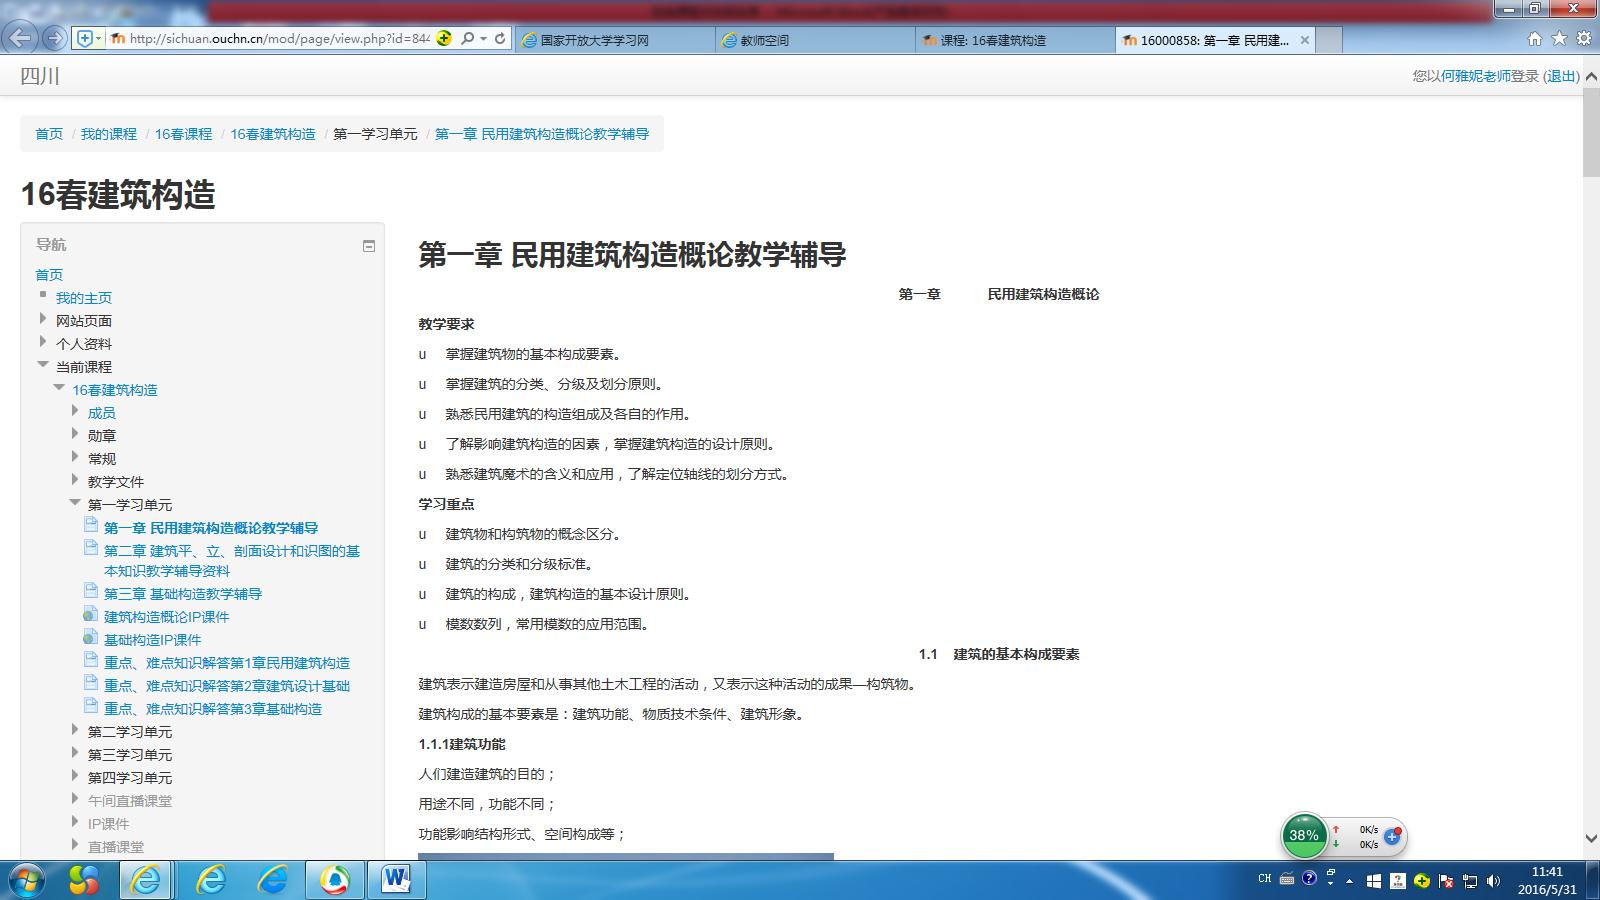 http://sichuan.ouchn.cn/mod/page/view.php?id=844
国家开放大学学习网
教师空间
课程: 16春建筑构造
16000858: 第一章 民用建...
四川
您以何雅妮老师登录 (退出)
首页 / 我的课程 / 16春课程 / 16春建筑构造 / 第一学习单元 / 第一章 民用建筑构造概论教学辅导
16春建筑构造
导航
首页
我的主页
网站页面
个人资料
当前课程
16春建筑构造
成员
勋章
常规
教学文件
第一学习单元
第一章 民用建筑构造概论教学辅导
第二章 建筑平、立、剖面设计和识图的基
本知识教学辅导资料
第三章 基础构造教学辅导
建筑构造概论IP课件
基础构造IP课件
重点、难点知识解答第1章民用建筑构造
重点、难点知识解答第2章建筑设计基础
重点、难点知识解答第3章基础构造
第二学习单元
第三学习单元
第四学习单元
午间直播课堂
IP课件
直播课堂
第一章 民用建筑构造概论教学辅导
第一章 民用建筑构造概论
教学要求
u 掌握建筑物的基本构成要素。
u 掌握建筑的分类、分级及划分原则。
u 熟悉民用建筑的构造组成及各自的作用。
u 了解影响建筑构造的因素，掌握建筑构造的设计原则。
u 熟悉建筑魔术的含义和应用，了解定位轴线的划分方式。
学习重点
u 建筑物和构筑物的概念区分。
u 建筑的分类和分级标准。
u 建筑的构成，建筑构造的基本设计原则。
u 模数数列，常用模数的应用范围。
1.1 建筑的基本构成要素
建筑表示建造房屋和从事其他土木工程的活动，又表示这种活动的成果—构筑物。
建筑构成的基本要素是：建筑功能、物质技术条件、建筑形象。
1.1.1建筑功能
人们建造建筑的目的；
用途不同，功能不同；
功能影响结构形式、空间构成等；
38%
0K/s
0K/s
CH
11:41
2016/5/31